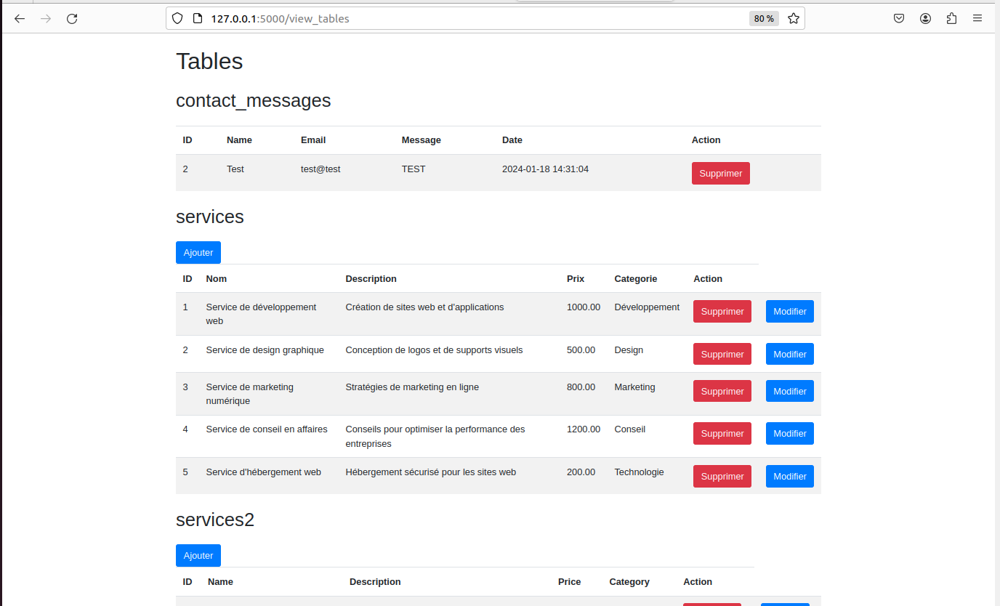 127.0.0.1:5000/view_tables 80 %
Tables
contact_messages
ID Name Email Message Date Action
2 Test test@test TEST 2024-01-18 14:31:04 Supprimer
services
Ajouter
ID Nom Description Prix Categorie Action
1 Service de développement Création de sites web et d'applications 1000.00 Développement Supprimer Modifier
web
2 Service de design graphique Conception de logos et de supports visuels 500.00 Design Supprimer Modifier
3 Service de marketing Stratégies de marketing en ligne 800.00 Marketing Supprimer Modifier
numérique
4 Service de conseil en affaires Conseils pour optimiser la performance des 1200.00 Conseil Supprimer Modifier
entreprises
5 Service d'hébergement web Hébergement sécurisé pour les sites web 200.00 Technologie Supprimer Modifier
services2
Ajouter
ID Name Description Price Category Action